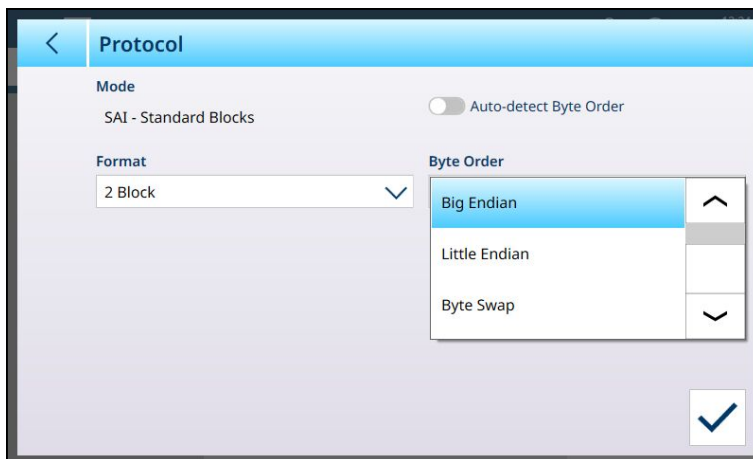 Protocol
Mode
SAI - Standard Blocks
Auto-detect Byte Order
Format
Byte Order
2 Block
Big Endian
Little Endian
Byte Swap